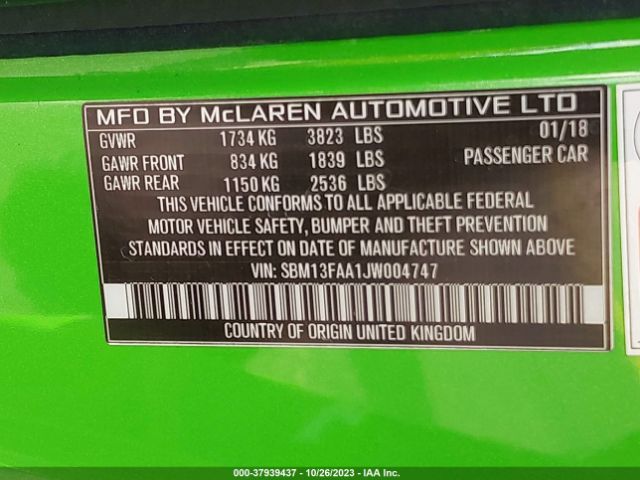 MFD BY McLAREN AUTOMOTIVE LTD
GVWR 1734 KG 3823 LBS 01/18
GAWR FRONT 834 KG 1839 LBS PASSENGER CAR
GAWR REAR 1150 KG 2536 LBS
THIS VEHICLE CONFORMS TO ALL APPLICABLE FEDERAL
MOTOR VEHICLE SAFETY, BUMPER AND THEFT PREVENTION
STANDARDS IN EFFECT ON DATE OF MANUFACTURE SHOWN ABOVE
VIN: SBM13FAA1JW004747
COUNTRY OF ORIGIN UNITED KINGDOM
000-37939437 - 10/26/2023 - IAA Inc.